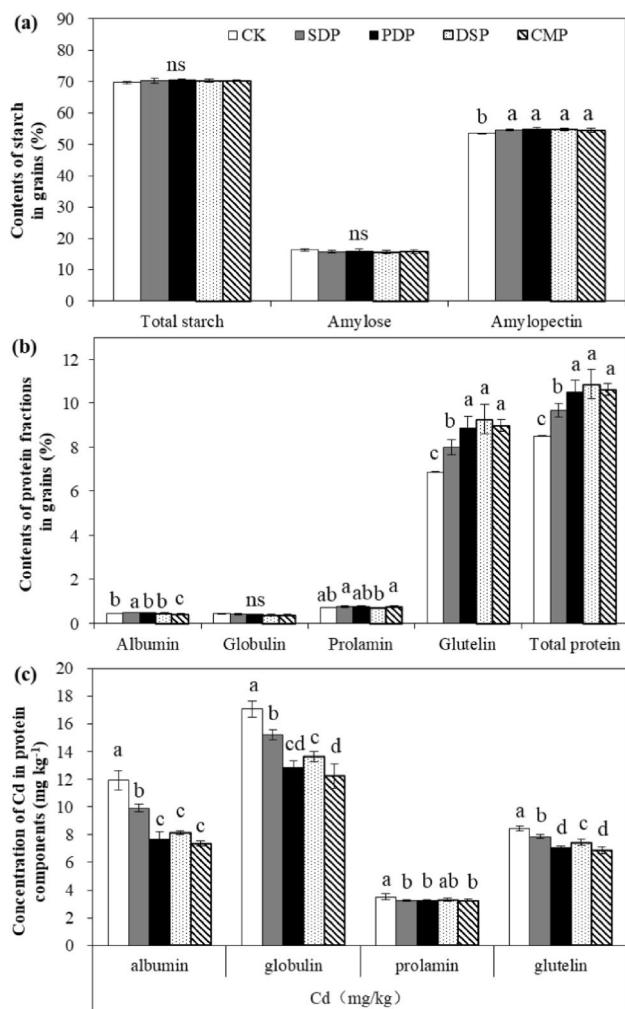 (a)
90
80
70
60
50
40
30
20
10
0
Contents of starch
in grains (%)
CK SDP PDP DSP CMP
ns
ns
b a a a a
Total starch Amylose Amylopectin
(b)
12
10
8
6
4
2
0
Contents of protein fractions
in grains (%)
b a b b c
ns
ab a ab b a
c b a a a
c b a a a
Albumin Globulin Prolamin Glutelin Total protein
(c)
20
18
16
14
12
10
8
6
4
2
0
Concentration of Cd in protein
components (mg kg-1)
a b c c c
a b cd c d
a b b ab b
a b d c d
albumin globulin prolamin glutelin
Cd（mg/kg）